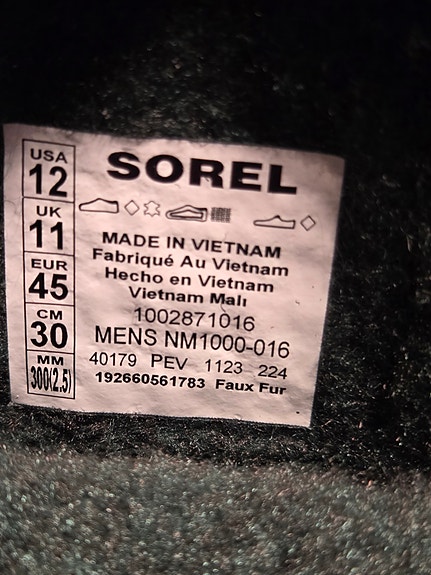 USA
12
UK
11
EUR
45
CM
30
MM
300(2.5)
SOREL
MADE IN VIETNAM
Fabriqué Au Vietnam
Hecho en Vietnam
Vietnam Malı
1002871016
MENS NM1000-016
40179 PEV 1123 224
192660561783 Faux Fur